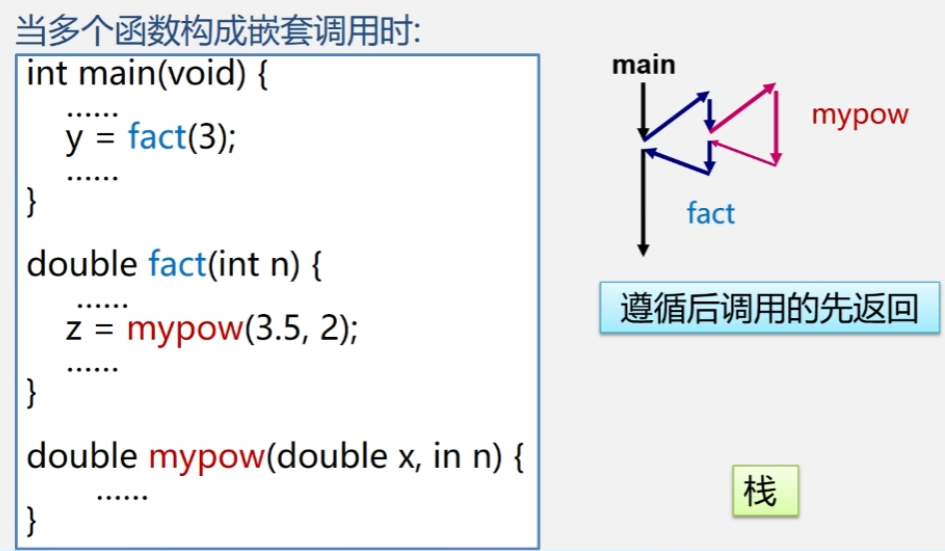 当多个函数构成嵌套调用时:
int main(void) {
......
y = fact(3);
......
}
double fact(int n) {
......
z = mypow(3.5, 2);
......
}
double mypow(double x, in n) {
......
}
main
mypow
fact
遵循后调用的先返回
栈